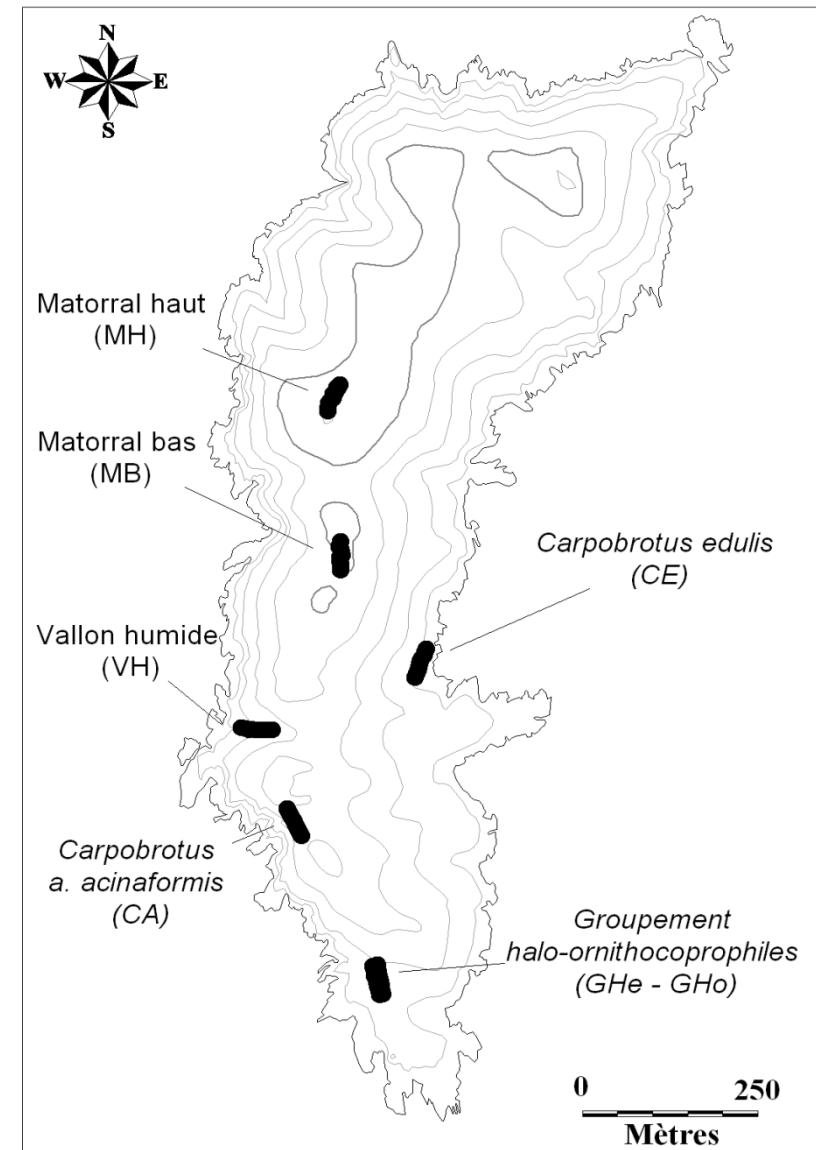 N
W E
S
Matorral haut
(MH)
Matorral bas
(MB)
Carpobrotus edulis
(CE)
Vallon humide
(VH)
Carpobrotus
a. acinaformis
(CA)
Groupement
halo-ornithocoprophiles
(GHe - GHo)
0 250
Mètres